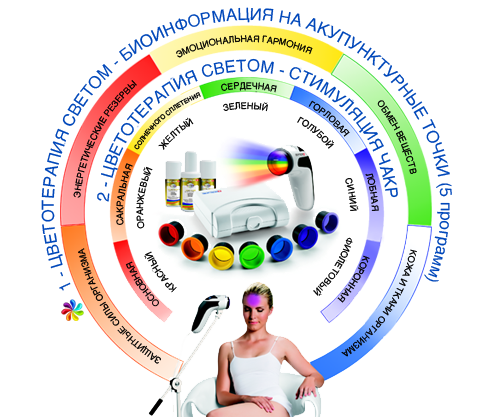 1 - ЦВЕТОТЕРАПИЯ СВЕТОМ - БИОИНФОРМАЦИЯ НА АКУПУНКТУРНЫЕ ТОЧКИ (5 программ)
ЗАЩИТНЫЕ СИЛЫ ОРГАНИЗМА
ЭНЕРГЕТИЧЕСКИЕ РЕЗЕРВЫ
ЭМОЦИОНАЛЬНАЯ ГАРМОНИЯ
ОБМЕН ВЕЩЕСТВ
КОЖА И ТКАНИ ОРГАНИЗМА
2 - ЦВЕТОТЕРАПИЯ СВЕТОМ - СТИМУЛЯЦИЯ ЧАКР
ОСНОВНАЯ
САКРАЛЬНАЯ
СОЛНЕЧНОГО СПЛЕТЕНИЯ
СЕРДЕЧНАЯ
ГОРЛОВАЯ
ЛОБНАЯ
КОРОННАЯ
КРАСНЫЙ
ОРАНЖЕВЫЙ
ЖЕЛТЫЙ
ЗЕЛЕНЫЙ
ГОЛУБОЙ
СИНИЙ
ФИОЛЕТОВЫЙ